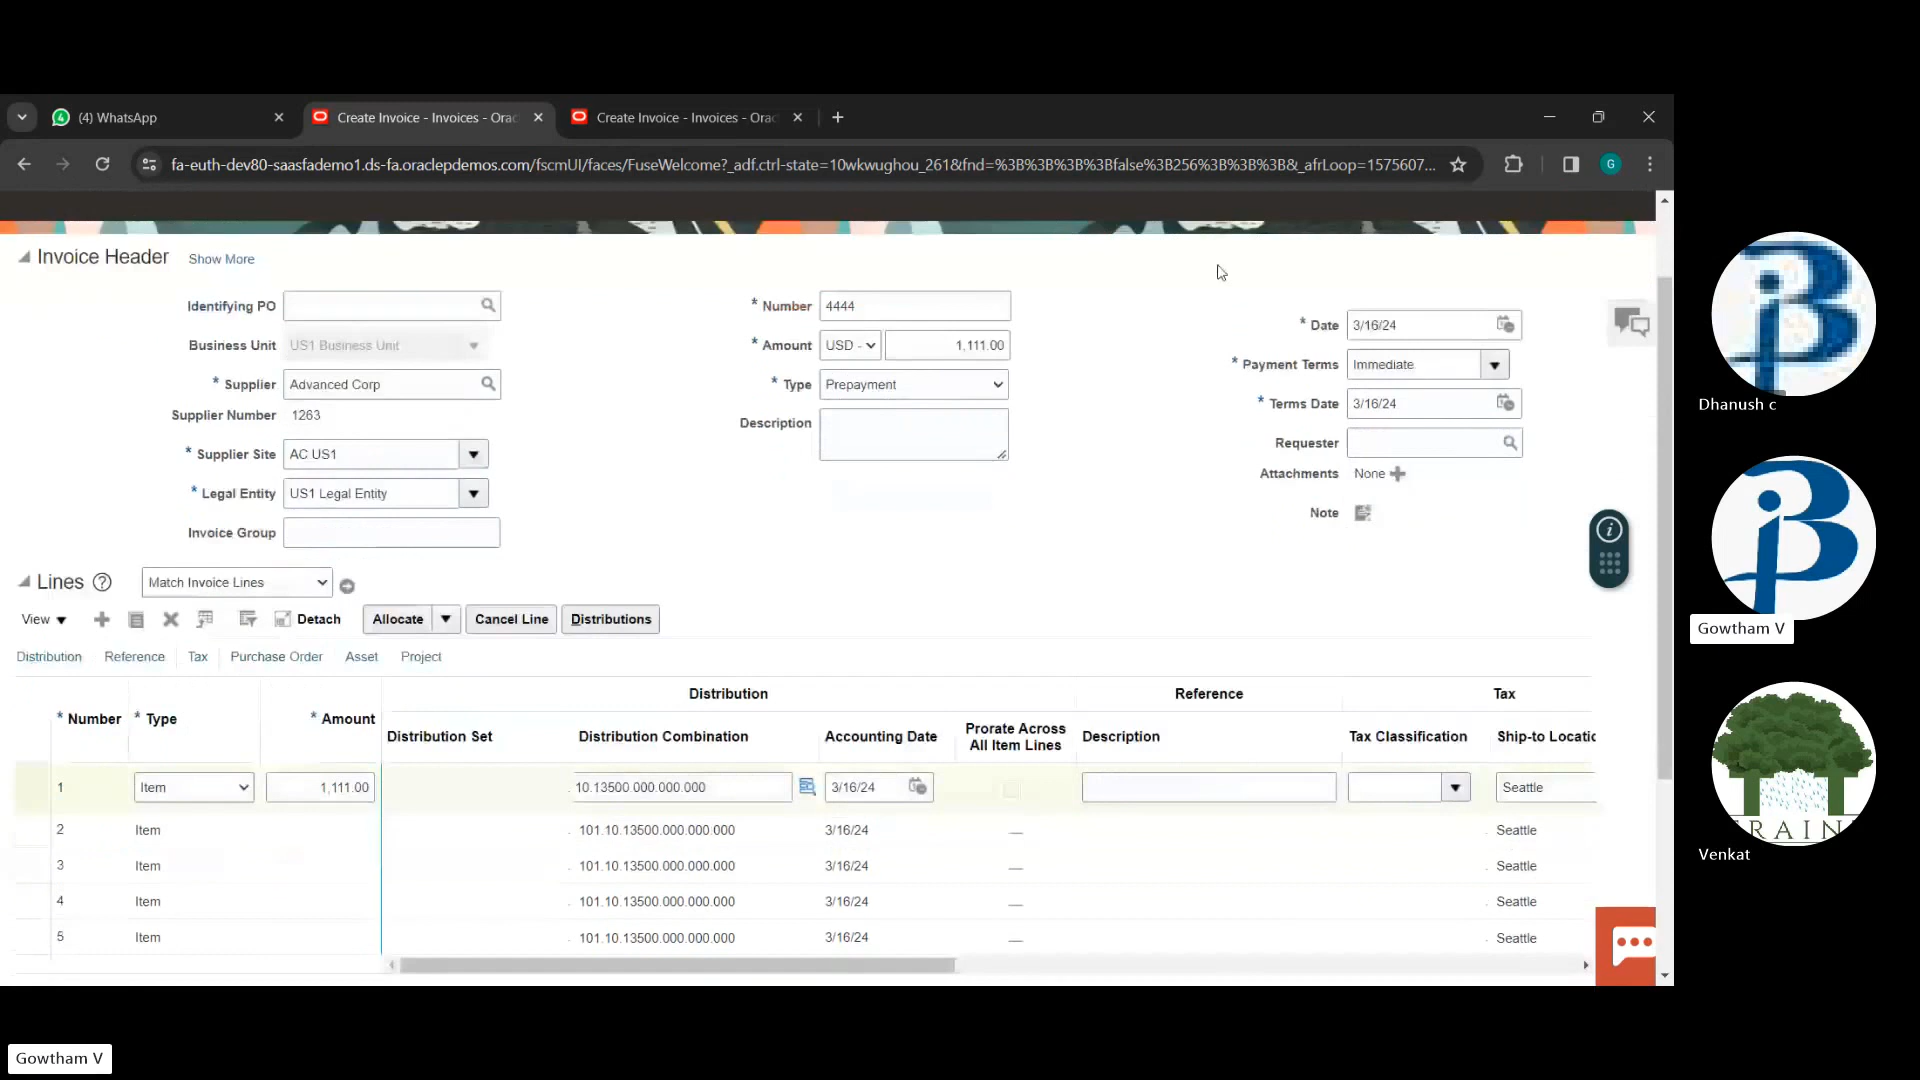 (4) WhatsApp
Create Invoice - Invoices - Orac
Create Invoice - Invoices - Orac
fa-euth-dev80-saasfademo1.ds-fa.oraclepdemos.com/fscmUI/faces/FuseWelcome?_adf.ctrl-state=10wkwughou_261&fnd=%3B%3B%3B%3Bfalse%3B256%3B%3B%3B&_afrLoop=1575607...
G
Invoice Header Show More
Identifying PO
* Number 4444
* Date 3/16/24
Business Unit US1 Business Unit
* Amount USD - 1,111.00
* Payment Terms Immediate
* Supplier Advanced Corp
* Type Prepayment
* Terms Date 3/16/24
Supplier Number 1263
Description
Requester
* Supplier Site AC US1
Attachments None
* Legal Entity US1 Legal Entity
Note
Invoice Group
Lines Match Invoice Lines
View Detach Allocate Cancel Line Distributions
Distribution Reference Tax Purchase Order Asset Project
Distribution Reference Tax
* Number * Type * Amount Distribution Set Distribution Combination Accounting Date Prorate Across All Item Lines Description Tax Classification Ship-to Locatio
1 Item 1,111.00 10.13500.000.000.000 3/16/24 Seattle
2 Item 101.10.13500.000.000.000 3/16/24 — Seattle
3 Item 101.10.13500.000.000.000 3/16/24 — Seattle
4 Item 101.10.13500.000.000.000 3/16/24 — Seattle
5 Item 101.10.13500.000.000.000 3/16/24 — Seattle
Dhanush c
Gowtham V
RAIN
Venkat
Gowtham V